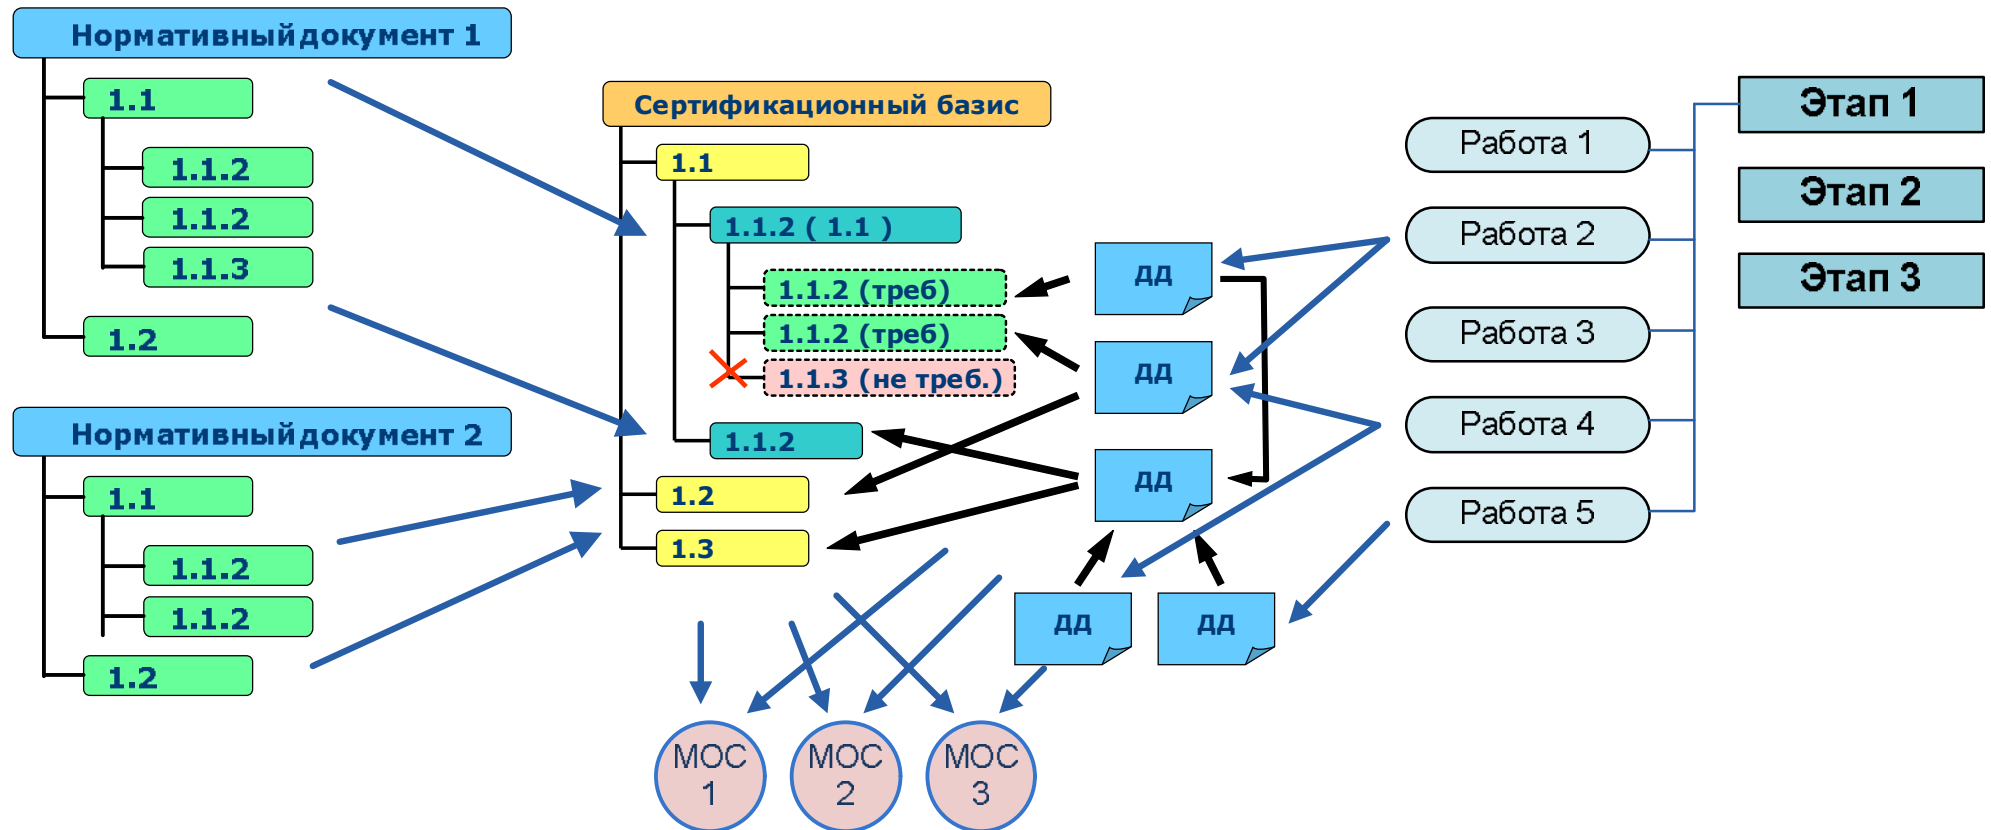 Нормативный документ 1
1.1
1.1.2
1.1.2
1.1.3
1.2
Нормативный документ 2
1.1
1.1.2
1.1.2
1.2
Сертификационный базис
1.1
1.1.2 ( 1.1 )
1.1.2 (треб)
1.1.2 (треб)
1.1.3 (не треб.)
1.1.2
1.2
1.3
ДД
ДД
ДД
ДД
ДД
МОС
1
МОС
2
МОС
3
Работа 1
Работа 2
Работа 3
Работа 4
Работа 5
Этап 1
Этап 2
Этап 3